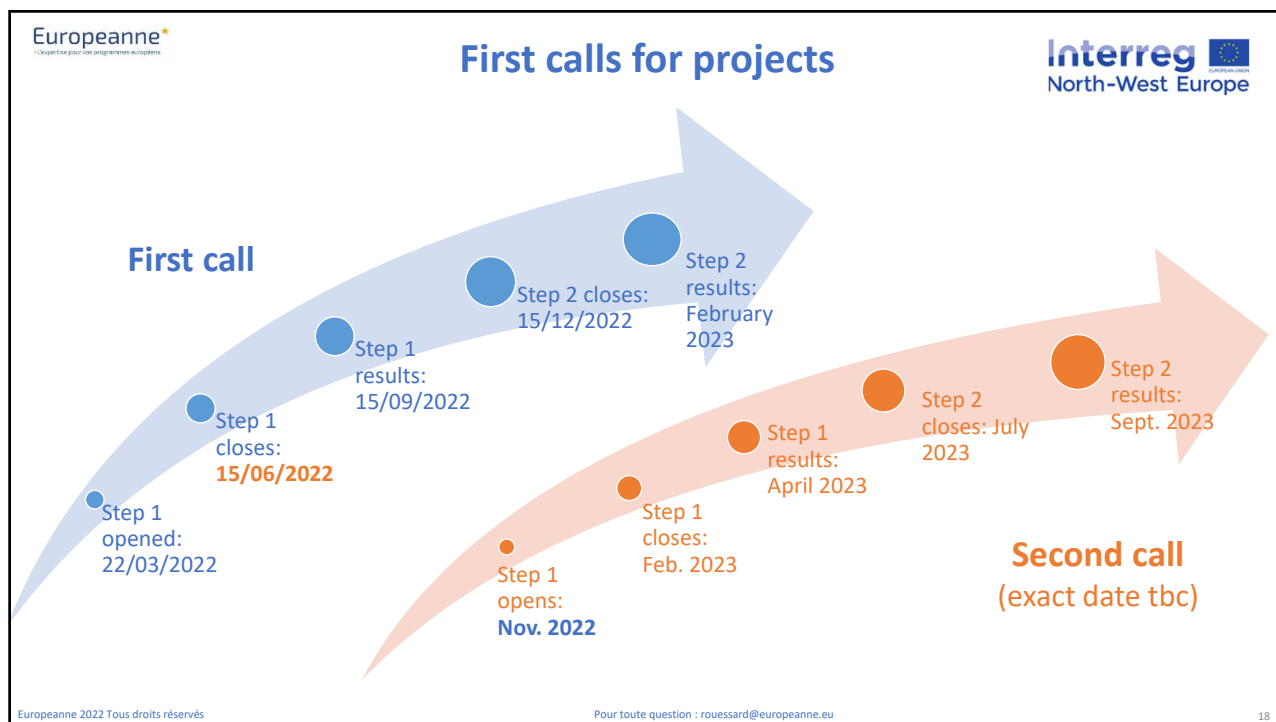 Europeanne
L'expertise pour vos programmes européens
First calls for projects
Interreg
EUROPEAN UNION
North-West Europe
First call
Step 1
opened:
22/03/2022
Step 1
closes:
15/06/2022
Step 1
results:
15/09/2022
Step 2 closes:
15/12/2022
Step 2
results:
February
2023
Step 1
opens:
Nov. 2022
Step 1
closes:
Feb. 2023
Step 1
results:
April 2023
Step 2
closes: July
2023
Step 2
results:
Sept. 2023
Second call
(exact date tbc)
Europeanne 2022 Tous droits réservés
Pour toute question : rouessard@europeanne.eu
18